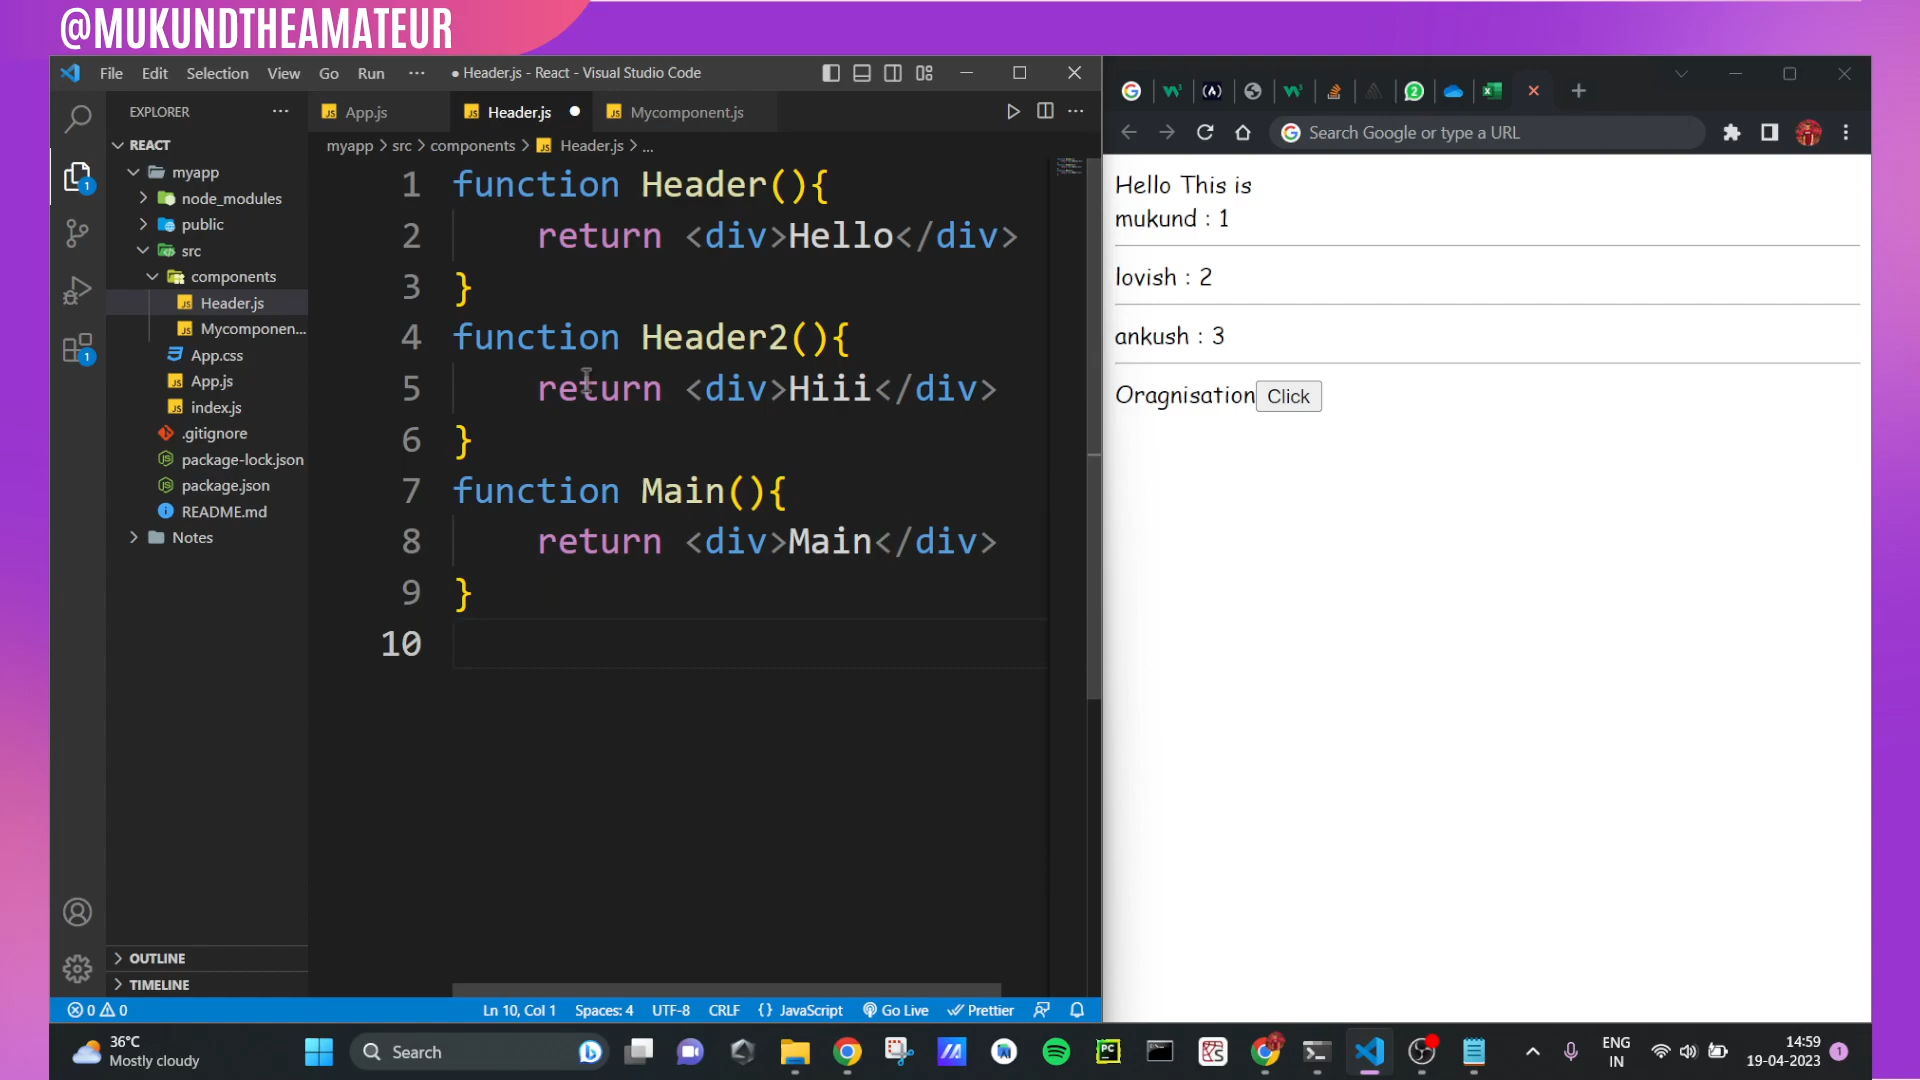 @MUKUNDTHEAMATEUR
File Edit Selection View Go Run ··· ● Header.js - React - Visual Studio Code
EXPLORER ···
App.js Header.js ● Mycomponent.js ···
REACT
myapp > src > components > Header.js > ...
myapp
node_modules
public
src
components
Header.js
Mycomponen...
App.css
App.js
index.js
.gitignore
package-lock.json
package.json
README.md
Notes
OUTLINE
TIMELINE
1
1
1 function Header(){
2 return <div>Hello</div>
3 }
4 function Header2(){
5 return <div>Hiii</div>
6 }
7 function Main(){
8 return <div>Main</div>
9 }
10
0 0 Ln 10, Col 1 Spaces: 4 UTF-8 CRLF {} JavaScript Go Live Prettier
2
Search Google or type a URL
Hello This is
mukund : 1
lovish : 2
ankush : 3
Oragnisation Click
36°C
Mostly cloudy
Search
PC
ENG
IN
14:59
19-04-2023
1